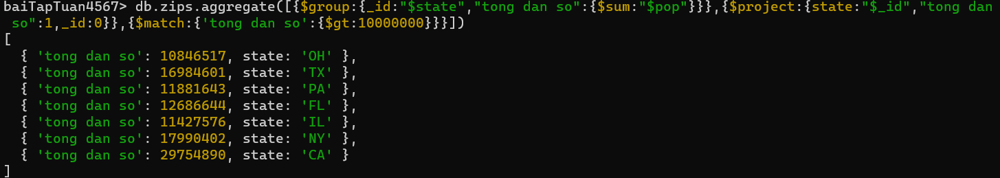 baiTapTuan4567> db.zips.aggregate([{$group:{_id:"$state","tong dan so":{$sum:"$pop"}}},{$project:{state:"$_id","tong dan
 so":1,_id:0}},{$match:{'tong dan so':{$gt:10000000}}}])
[
  { 'tong dan so': 10846517, state: 'OH' },
  { 'tong dan so': 16984601, state: 'TX' },
  { 'tong dan so': 11881643, state: 'PA' },
  { 'tong dan so': 12686644, state: 'FL' },
  { 'tong dan so': 11427576, state: 'IL' },
  { 'tong dan so': 17990402, state: 'NY' },
  { 'tong dan so': 29754890, state: 'CA' }
]